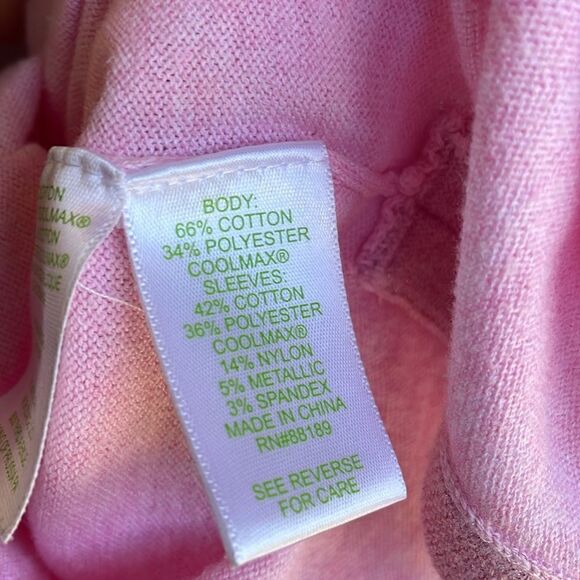 BODY:
66% COTTON
34% POLYESTER
COOLMAX®
SLEEVES:
42% COTTON
36% POLYESTER
COOLMAX®
14% NYLON
5% METALLIC
3% SPANDEX
MADE IN CHINA
RN#88189
SEE REVERSE
FOR CARE
COOLMAX®